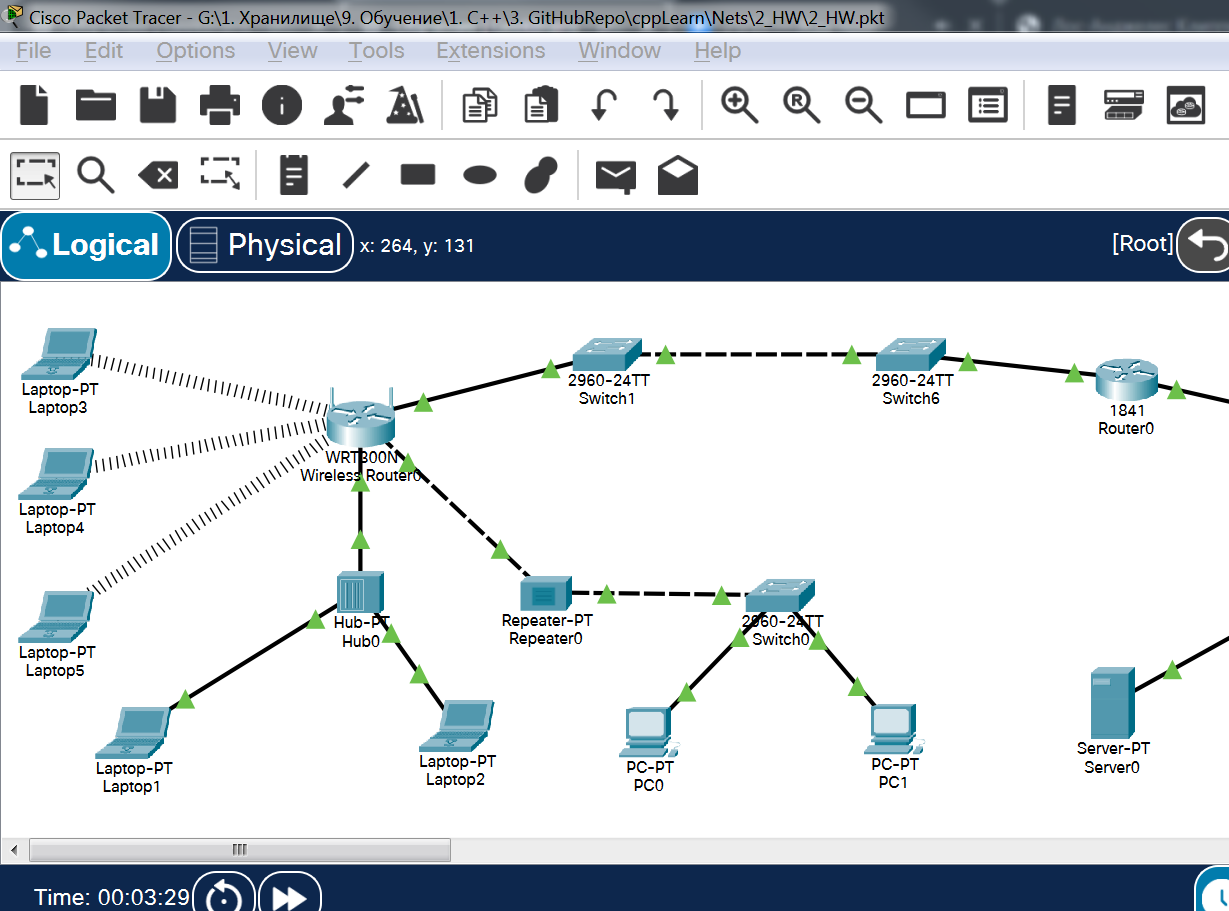 Cisco Packet Tracer - G:\1. Хранилище\9. Обучение\1. C++\3. GitHubRepo\cppLearn\Nets\2_HW\2_HW.pkt
File Edit Options View Tools Extensions Window Help
Logical Physical x: 264, y: 131 [Root]
Laptop-PT
Laptop3
2960-24TT
Switch1
2960-24TT
Switch6
1841
Router0
WRT300N
Wireless Router0
Laptop-PT
Laptop4
Hub-PT
Hub0
Repeater-PT
Repeater0
2960-24TT
Switch0
Laptop-PT
Laptop5
Laptop-PT
Laptop1
Laptop-PT
Laptop2
PC-PT
PC0
PC-PT
PC1
Server-PT
Server0
Time: 00:03:29